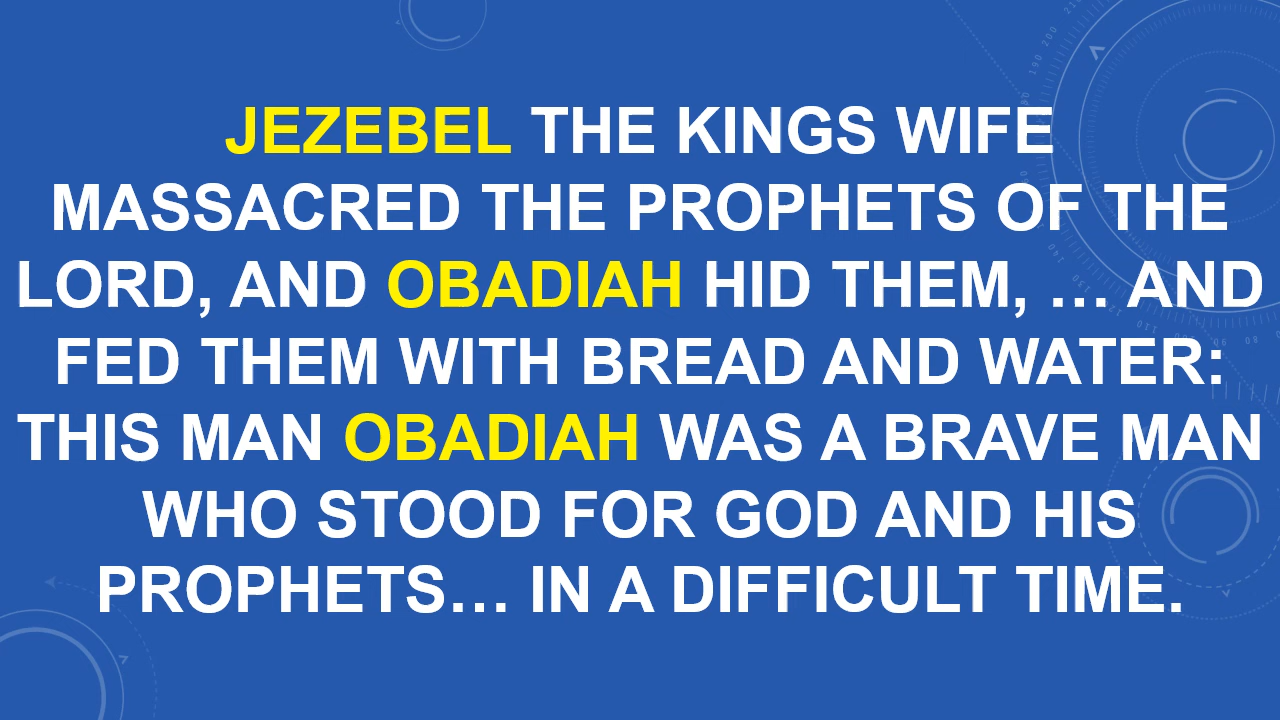 JEZEBEL THE KINGS WIFE
MASSACRED THE PROPHETS OF THE
LORD, AND OBADIAH HID THEM, … AND
FED THEM WITH BREAD AND WATER:
THIS MAN OBADIAH WAS A BRAVE MAN
WHO STOOD FOR GOD AND HIS
PROPHETS… IN A DIFFICULT TIME.